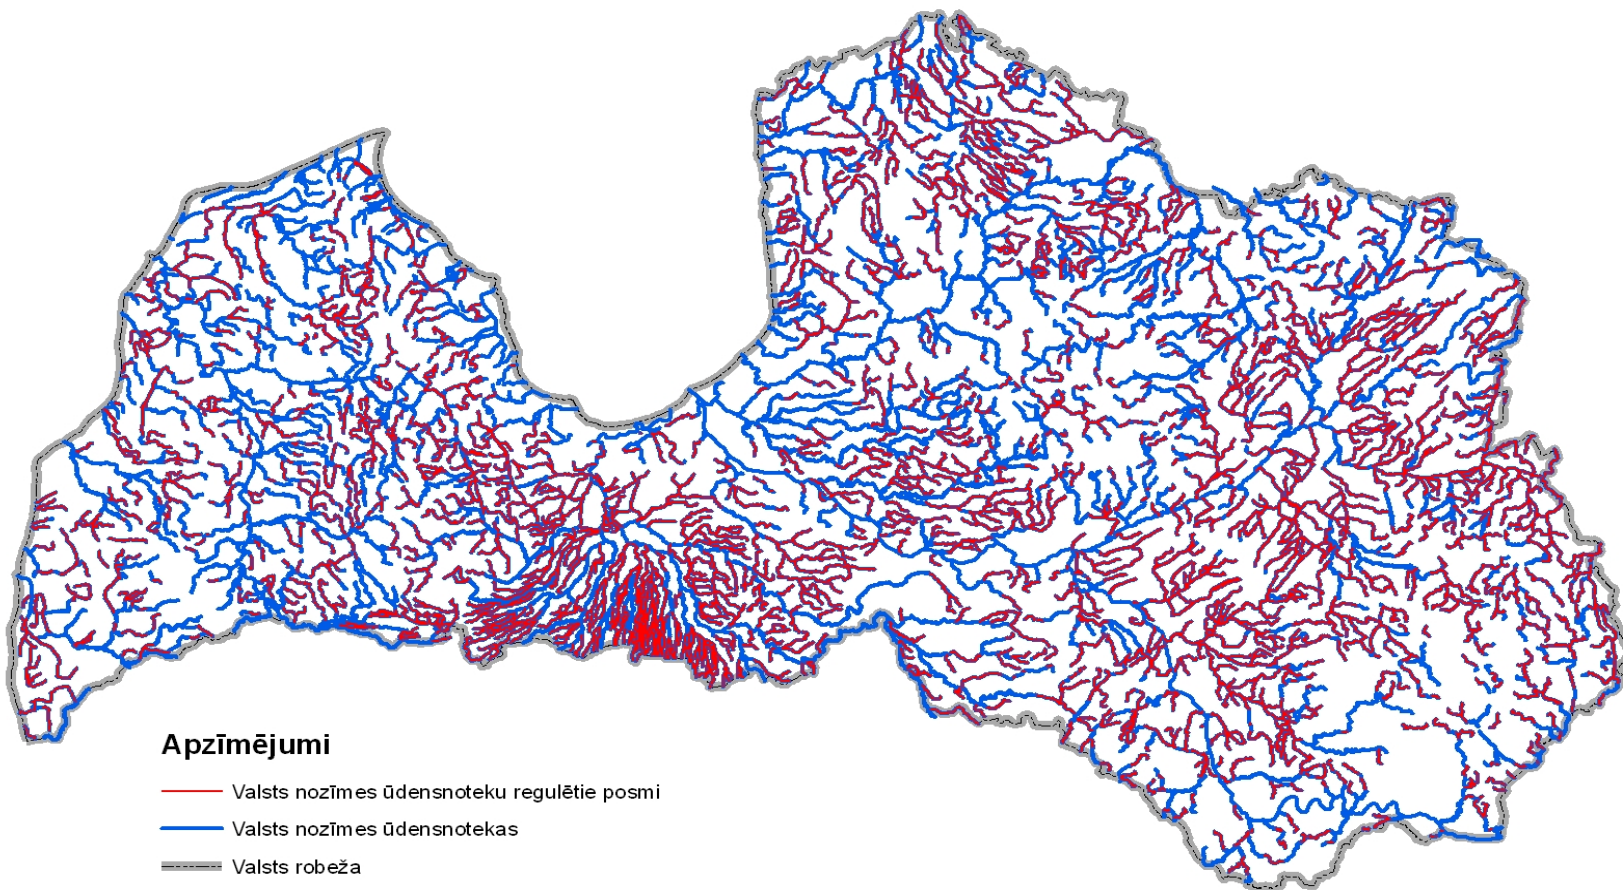 Apzīmējumi
Valsts nozīmes ūdensnoteku regulētie posmi
Valsts nozīmes ūdensnotekas
Valsts robeža